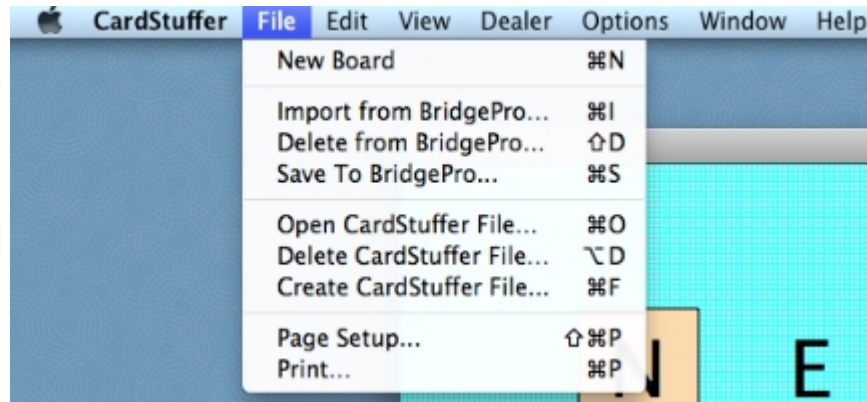 CardStuffer File Edit View Dealer Options Window Help
New Board ⌘N
Import from BridgePro... ⌘I
Delete from BridgePro... ⇧D
Save To BridgePro... ⌘S
Open CardStuffer File... ⌘O
Delete CardStuffer File... ⌥D
Create CardStuffer File... ⌘F
Page Setup... ⇧⌘P
Print... ⌘P
N E